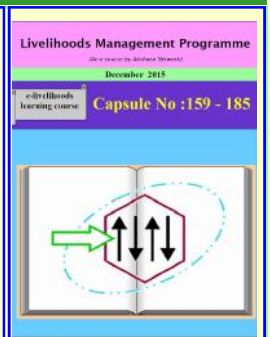 Livelihoods Management Programme
(An e-course by Akshara Network)
December 2015
e-livelihoods
learning course
Capsule No :159 - 185